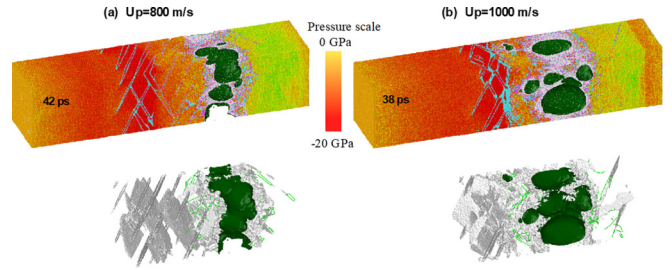 (a) Up=800 m/s
Pressure scale
0 GPa
-20 GPa
42 ps
(b) Up=1000 m/s
38 ps